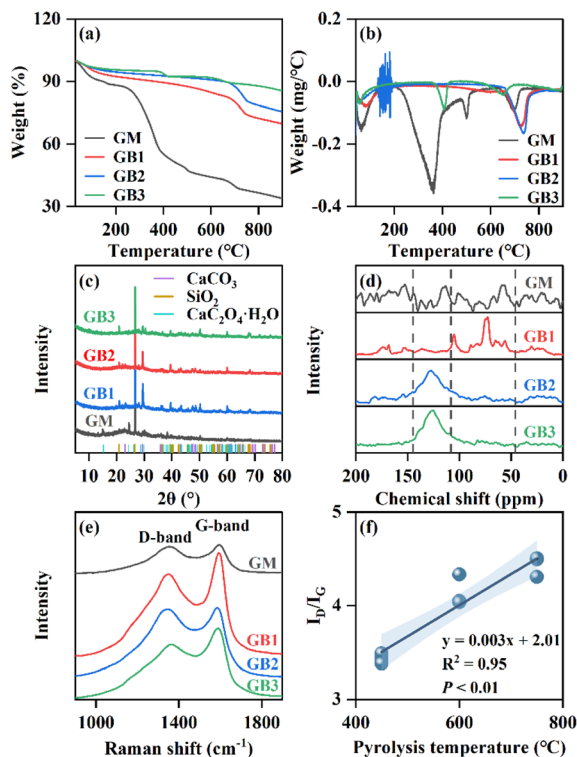 (a)
Weight (%)
120
90
60
30
GM
GB1
GB2
GB3
200 400 600 800
Temperature (°C)
(b)
Weight (mg/°C)
0.0
-0.2
-0.4
GM
GB1
GB2
GB3
200 400 600 800
Temperature (°C)
(c)
CaCO3
SiO2
CaC2O4·H2O
Intensity
GB3
GB2
GB1
GM
10 20 30 40 50 60 70 80
2θ (°)
(d)
Intensity
GM
GB1
GB2
GB3
200 150 100 50 0
Chemical shift (ppm)
(e)
D-band
G-band
Intensity
GM
GB1
GB2
GB3
1000 1400 1800
Raman shift (cm-1)
(f)
ID/IG
5
4
3
y = 0.003x + 2.01
R2 = 0.95
P < 0.01
400 600 800
Pyrolysis temperature (°C)